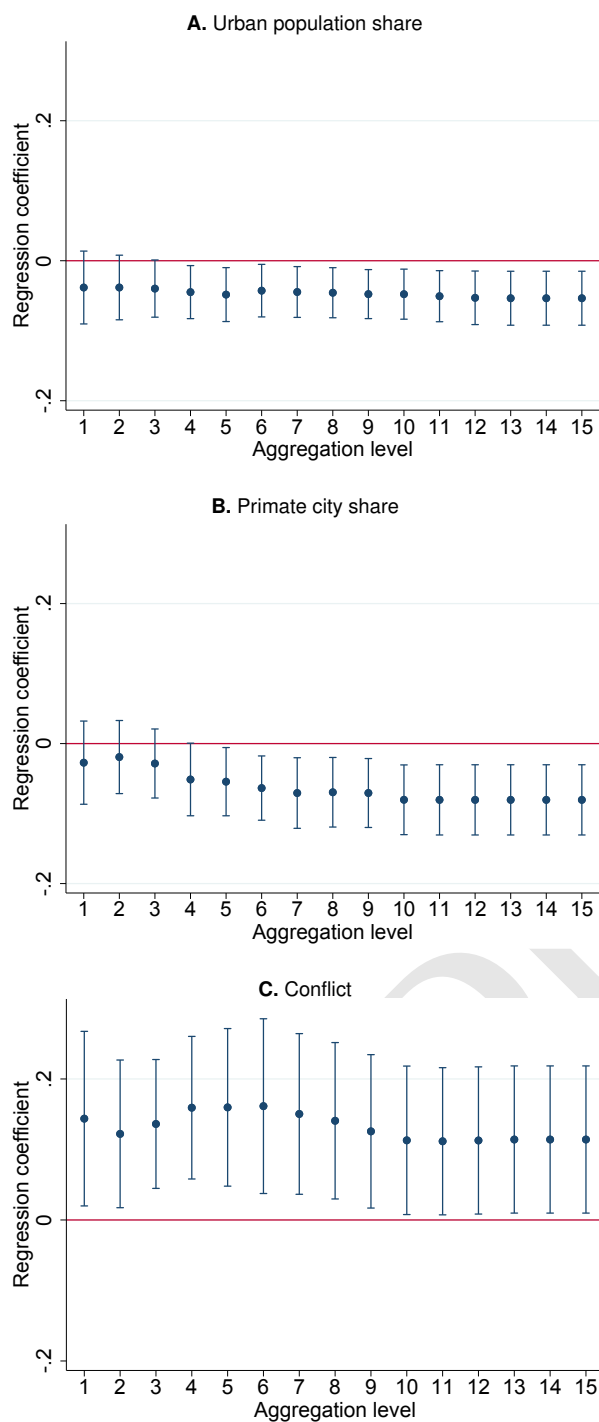 A. Urban population share
Regression coefficient
.2
0
-.2
1 2 3 4 5 6 7 8 9 10 11 12 13 14 15
Aggregation level
B. Primate city share
Regression coefficient
.2
0
-.2
1 2 3 4 5 6 7 8 9 10 11 12 13 14 15
Aggregation level
C. Conflict
Regression coefficient
.2
0
-.2
1 2 3 4 5 6 7 8 9 10 11 12 13 14 15
Aggregation level